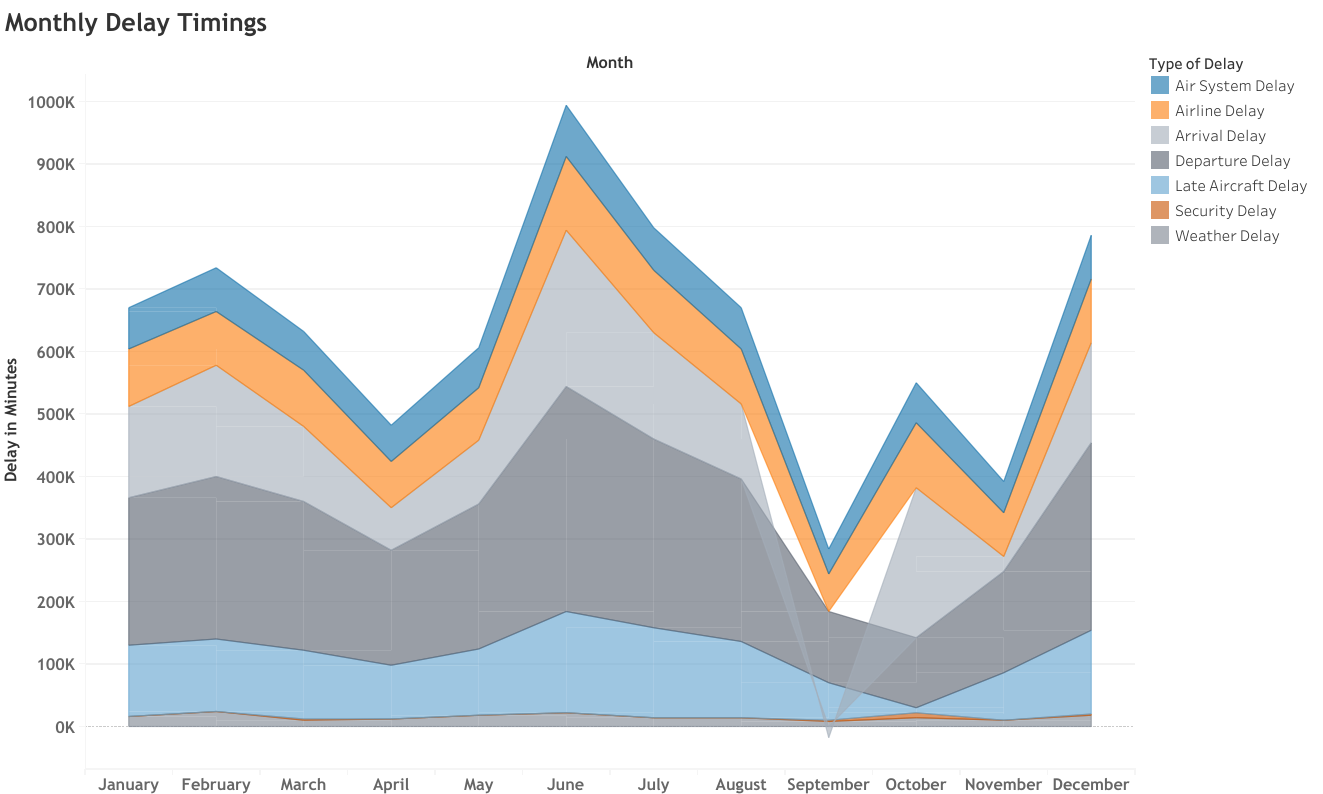 Monthly Delay Timings
Month
Type of Delay
Air System Delay
Airline Delay
Arrival Delay
Departure Delay
Late Aircraft Delay
Security Delay
Weather Delay
Delay in Minutes
1000K
900K
800K
700K
600K
500K
400K
300K
200K
100K
0K
January February March April May June July August September October November December